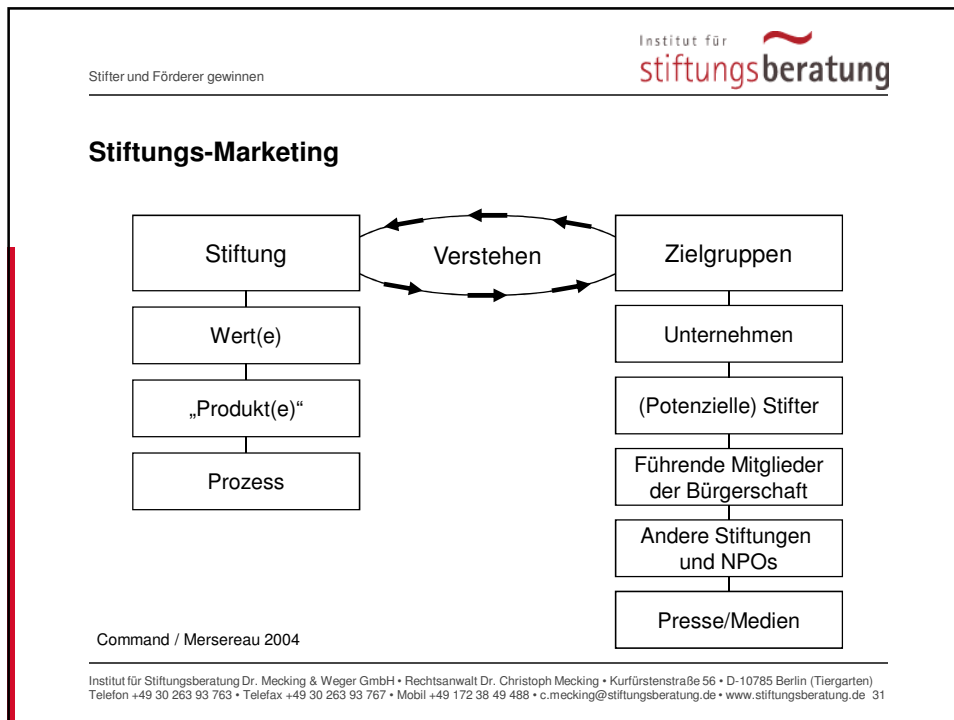 Stifter und Förderer gewinnen
Institut für
stiftungsberatung
Stiftungs-Marketing
Stiftung
Verstehen
Zielgruppen
Wert(e)
„Produkt(e)“
Prozess
Unternehmen
(Potenzielle) Stifter
Führende Mitglieder
der Bürgerschaft
Andere Stiftungen
und NPOs
Presse/Medien
Command / Mersereau 2004
Institut für Stiftungsberatung Dr. Mecking & Weger GmbH • Rechtsanwalt Dr. Christoph Mecking • Kurfürstenstraße 56 • D-10785 Berlin (Tiergarten)
Telefon +49 30 263 93 763 • Telefax +49 30 263 93 767 • Mobil +49 172 38 49 488 • c.mecking@stiftungsberatung.de • www.stiftungsberatung.de 31